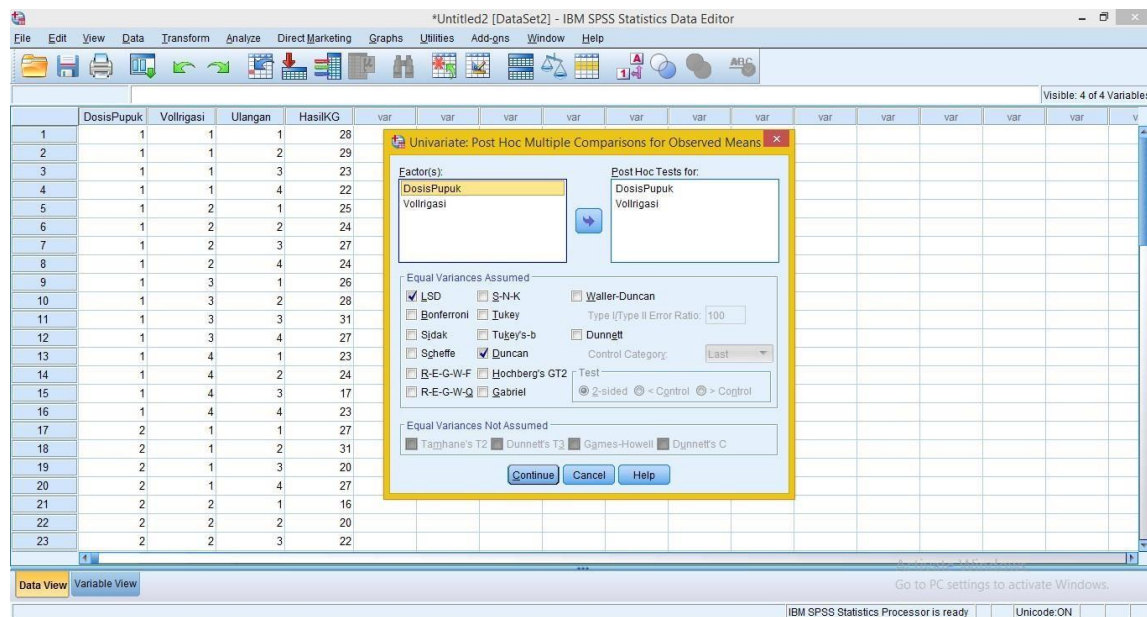 *Untitled2 [DataSet2] - IBM SPSS Statistics Data Editor
File Edit View Data Transform Analyze Direct Marketing Graphs Utilities Add-ons Window Help
Visible: 4 of 4 Variables
DosisPupuk VolIrigasi Ulangan HasilKG var var var var var var var var var var var
1 1 1 1 28
2 1 1 2 29
3 1 1 3 23
4 1 1 4 22
5 1 2 1 25
6 1 2 2 24
7 1 2 3 27
8 1 2 4 24
9 1 3 1 26
10 1 3 2 28
11 1 3 3 31
12 1 3 4 27
13 1 4 1 23
14 1 4 2 24
15 1 4 3 17
16 1 4 4 23
17 2 1 1 27
18 2 1 2 31
19 2 1 3 20
20 2 1 4 27
21 2 2 1 16
22 2 2 2 20
23 2 2 3 22
Univariate: Post Hoc Multiple Comparisons for Observed Means
Factor(s): Post Hoc Tests for:
DosisPupuk DosisPupuk
VolIrigasi VolIrigasi
Equal Variances Assumed
LSD S-N-K Waller-Duncan
Bonferroni Tukey Type I/Type II Error Ratio: 100
Sidak Tukey's-b Dunnett
Scheffe Duncan Control Category: Last
R-E-G-W-F Hochberg's GT2 Test
R-E-G-W-Q Gabriel 2-sided < Control > Control
Equal Variances Not Assumed
Tamhane's T2 Dunnett's T3 Games-Howell Dunnett's C
Continue Cancel Help
Data View Variable View
Activate Windows
Go to PC settings to activate Windows.
IBM SPSS Statistics Processor is ready Unicode:ON